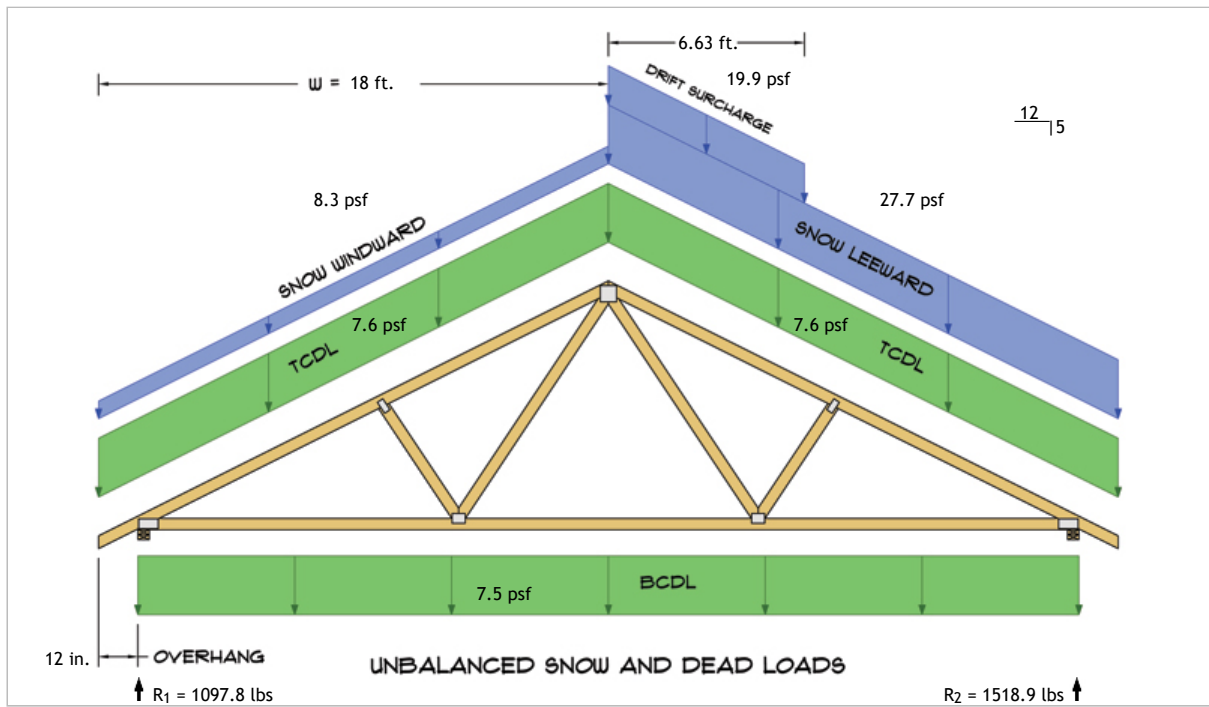 6.63 ft.
DRIFT SURCHARGE
19.9 psf
W = 18 ft.
12
5
8.3 psf
27.7 psf
SNOW WINDWARD
SNOW LEEWARD
7.6 psf
7.6 psf
TCDL
TCDL
BCDL
7.5 psf
12 in.
OVERHANG
UNBALANCED SNOW AND DEAD LOADS
R1 = 1097.8 lbs
R2 = 1518.9 lbs